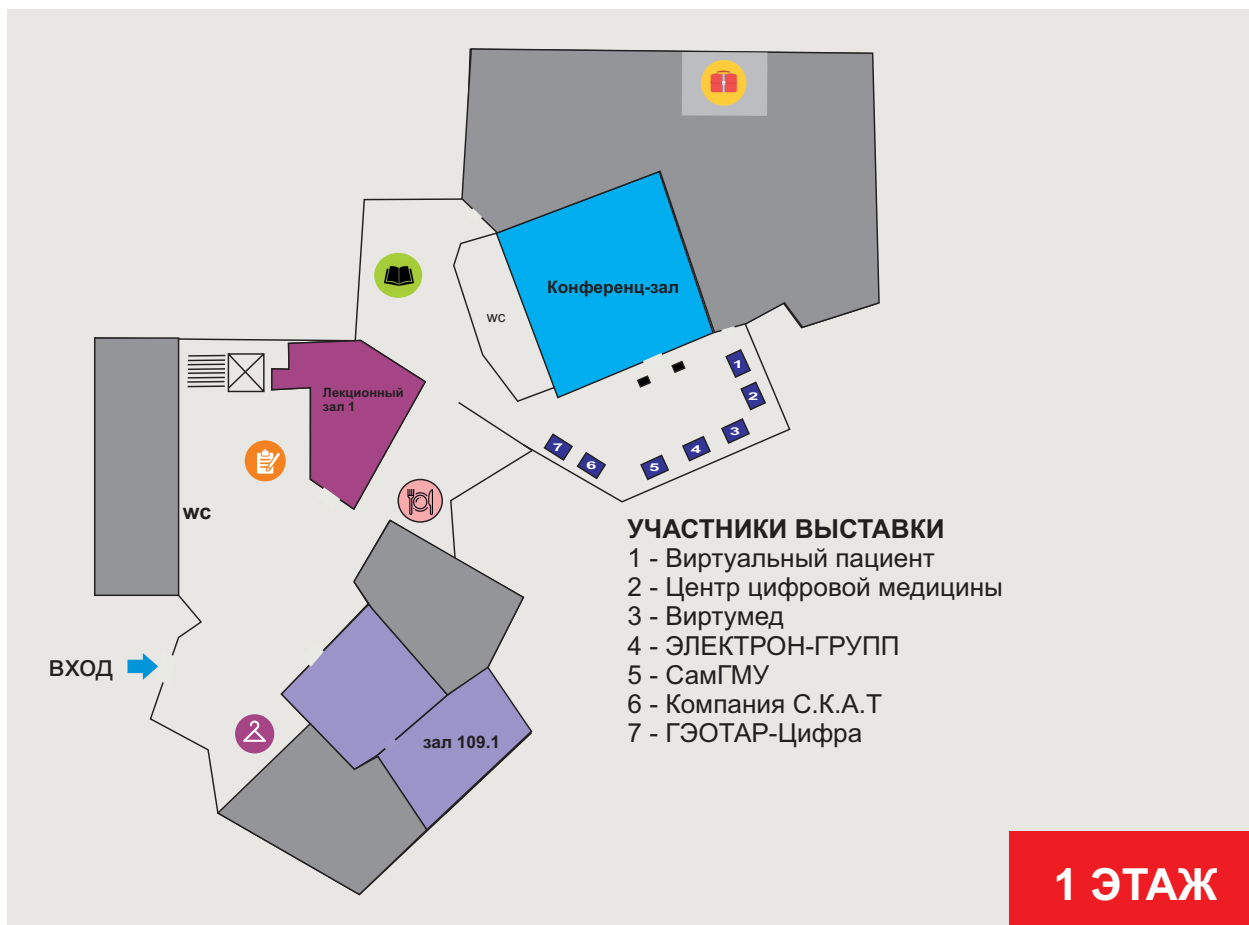 Конференц-зал
wc
Лекционный
зал 1
1
2
3
4
5
6
7
wc
ВХОД
зал 109.1
УЧАСТНИКИ ВЫСТАВКИ
1 - Виртуальный пациент
2 - Центр цифровой медицины
3 - Виртумед
4 - ЭЛЕКТРОН-ГРУПП
5 - СамГМУ
6 - Компания С.К.А.Т
7 - ГЭОТАР-Цифра
1 ЭТАЖ